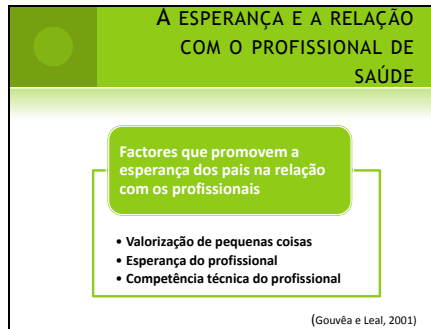 A ESPERANÇA E A RELAÇÃO
COM O PROFISSIONAL DE
SAÚDE
Factores que promovem a
esperança dos pais na relação
com os profissionais
• Valorização de pequenas coisas
• Esperança do profissional
• Competência técnica do profissional
(Gouvêa e Leal, 2001)